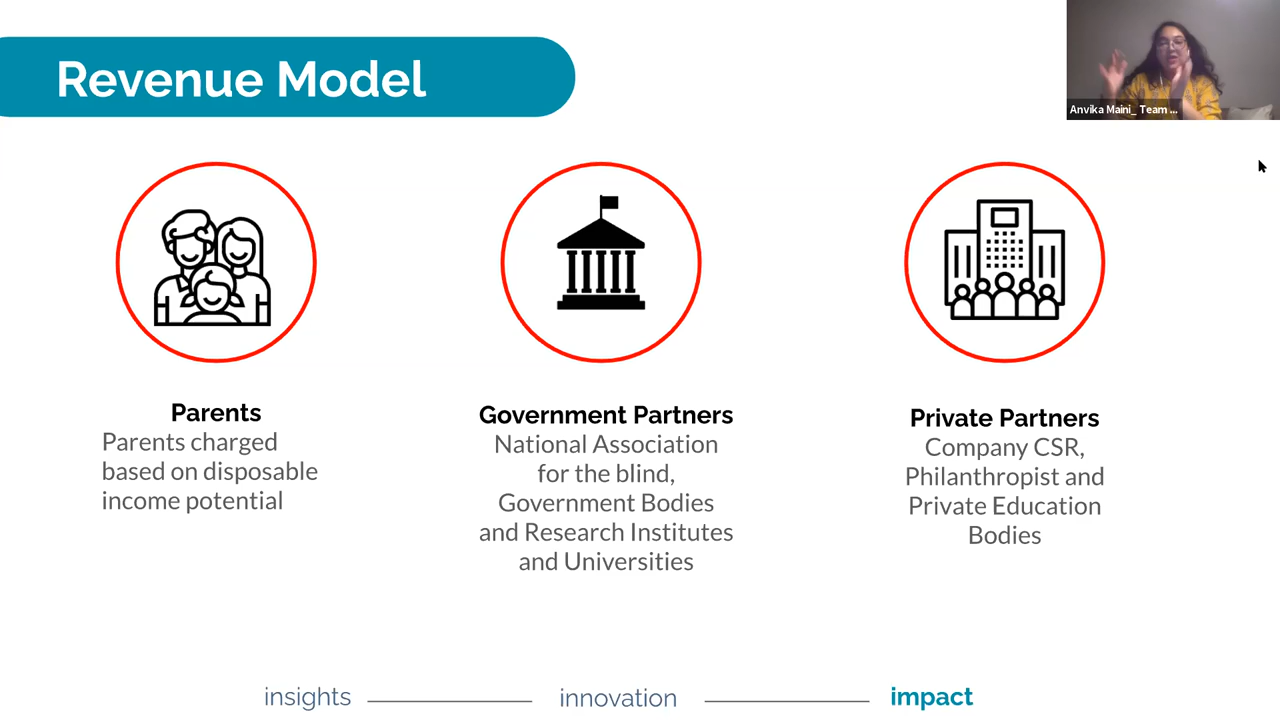 Revenue Model
Anvika Maini_ Team ...
Parents
Parents charged
based on disposable
income potential
Government Partners
National Association
for the blind,
Government Bodies
and Research Institutes
and Universities
Private Partners
Company CSR,
Philanthropist and
Private Education
Bodies
insights
innovation
impact